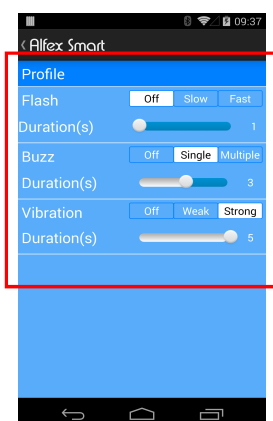 09:37
Alfex Smart
Profile
Flash Off Slow Fast
Duration(s) 1
Buzz Off Single Multiple
Duration(s) 3
Vibration Off Weak Strong
Duration(s) 5